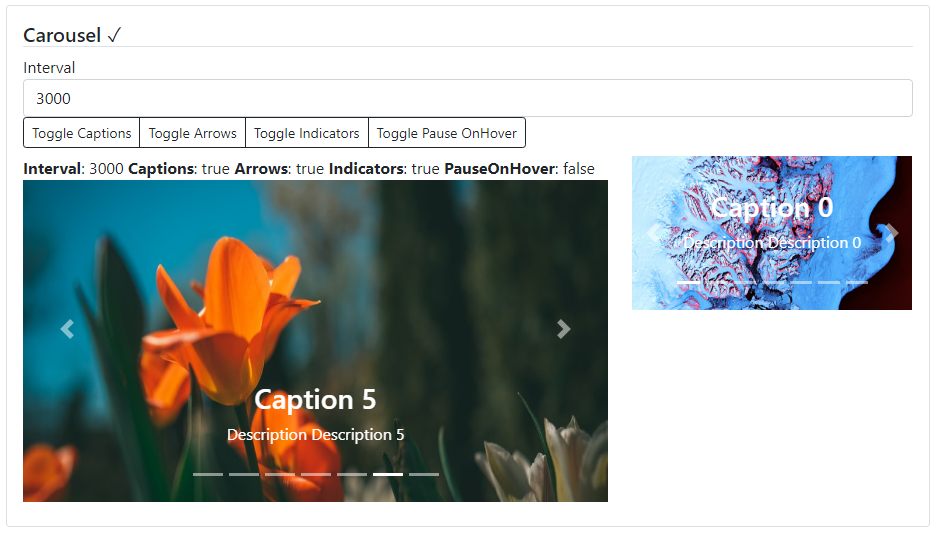 Carousel ✓
Interval
3000
Toggle Captions Toggle Arrows Toggle Indicators Toggle Pause OnHover
Interval: 3000 Captions: true Arrows: true Indicators: true PauseOnHover: false
Caption 5
Description Description 5
Caption 0
Description Description 0